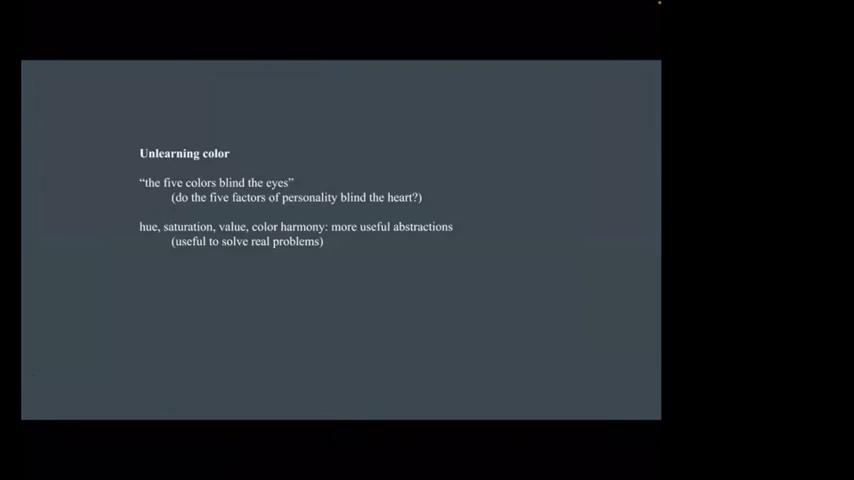 Unlearning color
“the five colors blind the eyes”
(do the five factors of personality blind the heart?)
hue, saturation, value, color harmony: more useful abstractions
(useful to solve real problems)